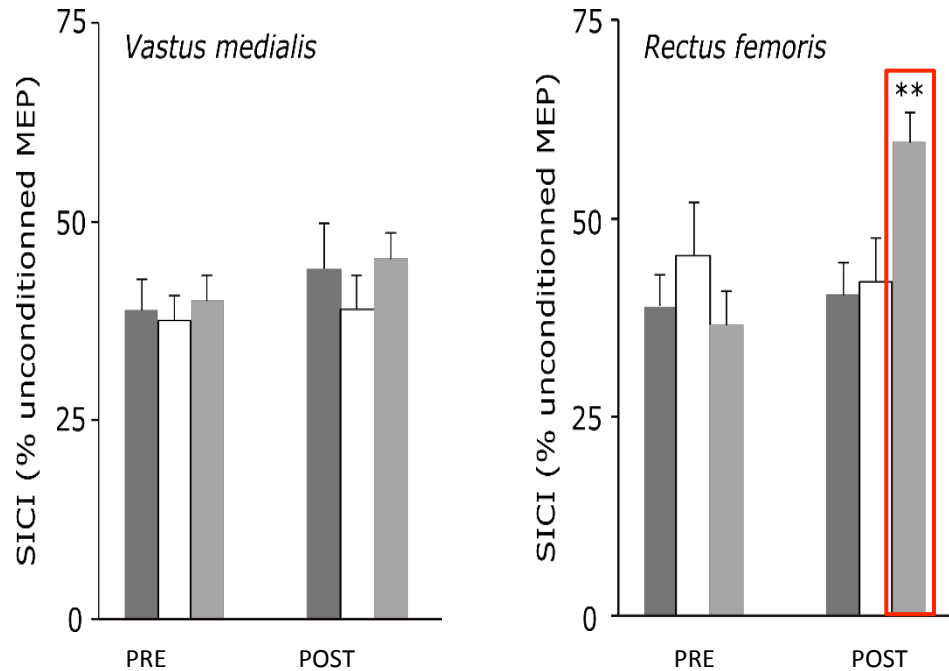 75
50
25
0
SICI (% unconditionned MEP)
Vastus medialis
PRE
POST
75
50
25
0
SICI (% unconditionned MEP)
Rectus femoris
**
PRE
POST